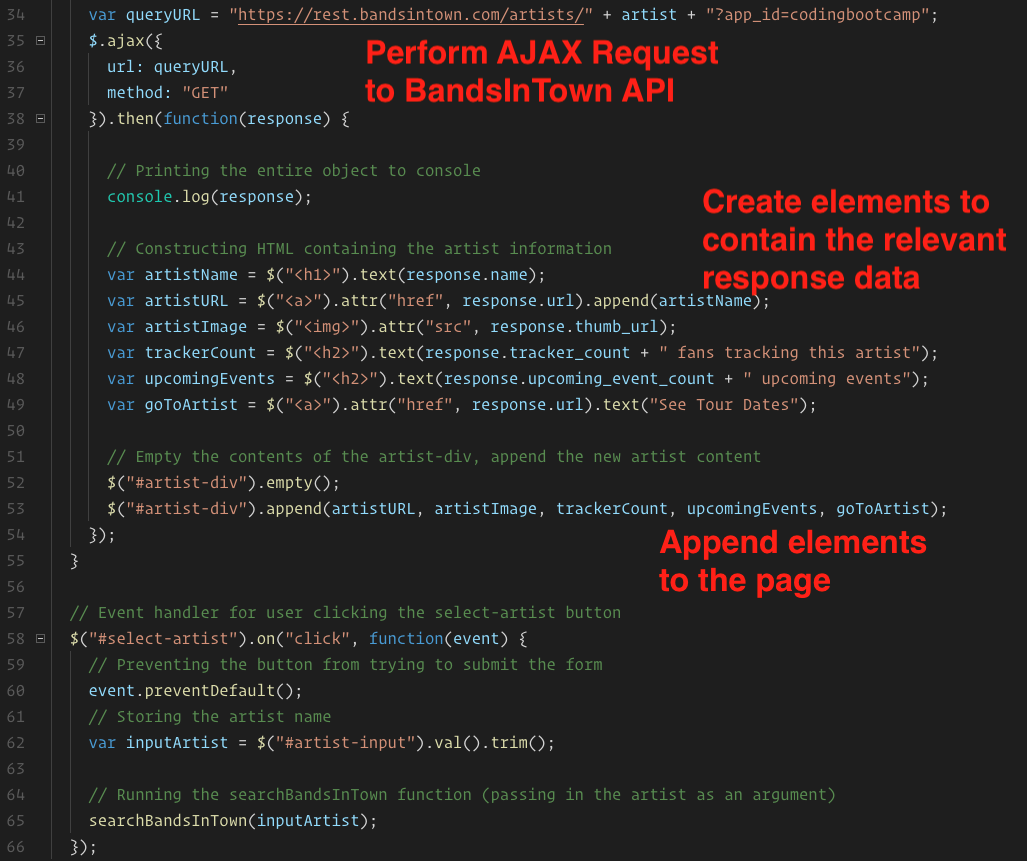 34 var queryURL = "https://rest.bandsintown.com/artists/" + artist + "?app_id=codingbootcamp";
35 $.ajax({
36 url: queryURL,
37 method: "GET"
38 }).then(function(response) {
Perform AJAX Request
to BandsInTown API
39
40 // Printing the entire object to console
41 console.log(response);
42
43 // Constructing HTML containing the artist information
44 var artistName = $("<h1>").text(response.name);
45 var artistURL = $("<a>").attr("href", response.url).append(artistName);
46 var artistImage = $("<img>").attr("src", response.thumb_url);
47 var trackerCount = $("<h2>").text(response.tracker_count + " fans tracking this artist");
48 var upcomingEvents = $("<h2>").text(response.upcoming_event_count + " upcoming events");
49 var goToArtist = $("<a>").attr("href", response.url).text("See Tour Dates");
Create elements to
contain the relevant
response data
50
51 // Empty the contents of the artist-div, append the new artist content
52 $("#artist-div").empty();
53 $("#artist-div").append(artistURL, artistImage, trackerCount, upcomingEvents, goToArtist);
54 });
55 }
Append elements
to the page
56
57 // Event handler for user clicking the select-artist button
58 $("#select-artist").on("click", function(event) {
59 // Preventing the button from trying to submit the form
60 event.preventDefault();
61 // Storing the artist name
62 var inputArtist = $("#artist-input").val().trim();
63
64 // Running the searchBandsInTown function (passing in the artist as an argument)
65 searchBandsInTown(inputArtist);
66 });